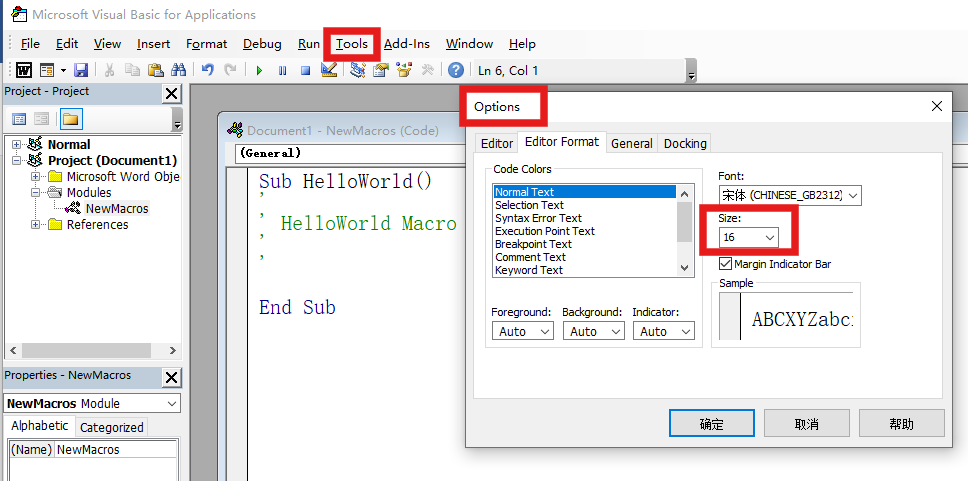 Microsoft Visual Basic for Applications
File Edit View Insert Format Debug Run Tools Add-Ins Window Help
Ln 6, Col 1
Project - Project
Normal
Project (Document1)
Microsoft Word Obje
Modules
NewMacros
References
Properties - NewMacros
NewMacros Module
Alphabetic Categorized
(Name) NewMacros
Document1 - NewMacros (Code)
(General)
Sub HelloWorld()
'
' HelloWorld Macro
'
'
End Sub
Options
Editor Editor Format General Docking
Code Colors
Normal Text
Selection Text
Syntax Error Text
Execution Point Text
Breakpoint Text
Comment Text
Keyword Text
Foreground: Background: Indicator:
Auto Auto Auto
Font:
宋体 (CHINESE_GB2312)
Size:
16
Margin Indicator Bar
Sample
ABCXYZabc
确定 取消 帮助